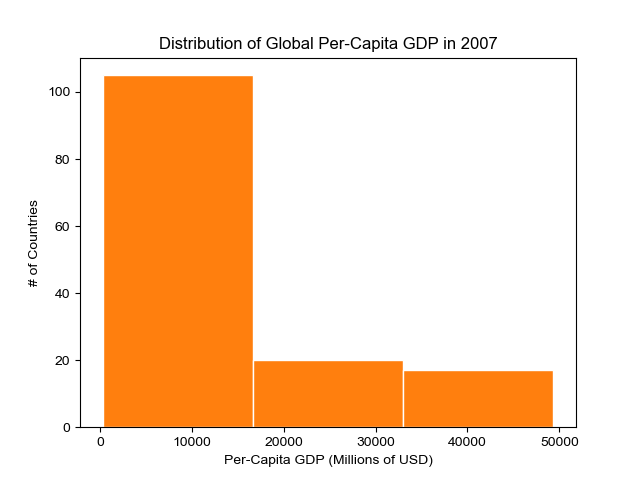 Distribution of Global Per-Capita GDP in 2007
100
80
60
40
20
0
# of Countries
0 10000 20000 30000 40000 50000
Per-Capita GDP (Millions of USD)